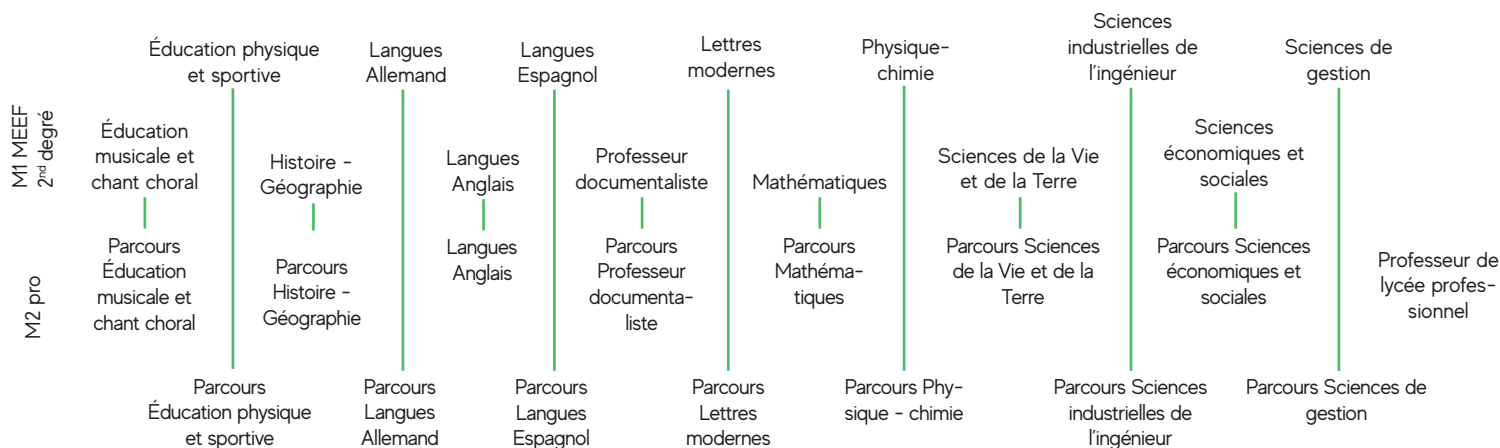 Éducation physique
et sportive
Langues
Allemand
Langues
Espagnol
Lettres
modernes
Physique-
chimie
Sciences
industrielles de
l'ingénieur
Sciences de
gestion
M1 MEEF
2nd degré
Éducation
musicale et
chant choral
Histoire -
Géographie
Langues
Anglais
Professeur
documentaliste
Mathématiques
Sciences de la Vie
et de la Terre
Sciences
économiques et
sociales
M2 pro
Parcours
Éducation
musicale et
chant choral
Parcours
Histoire -
Géographie
Langues
Anglais
Parcours
Professeur
documenta-
liste
Parcours
Mathéma-
tiques
Parcours Sciences
de la Vie et de la
Terre
Parcours Sciences
économiques et
sociales
Professeur de
lycée profes-
sionnel
Parcours
Éducation physique
et sportive
Parcours
Langues
Allemand
Parcours
Langues
Espagnol
Parcours
Lettres
modernes
Parcours Phy-
sique - chimie
Parcours Sciences
industrielles de
l'ingénieur
Parcours Sciences de
gestion